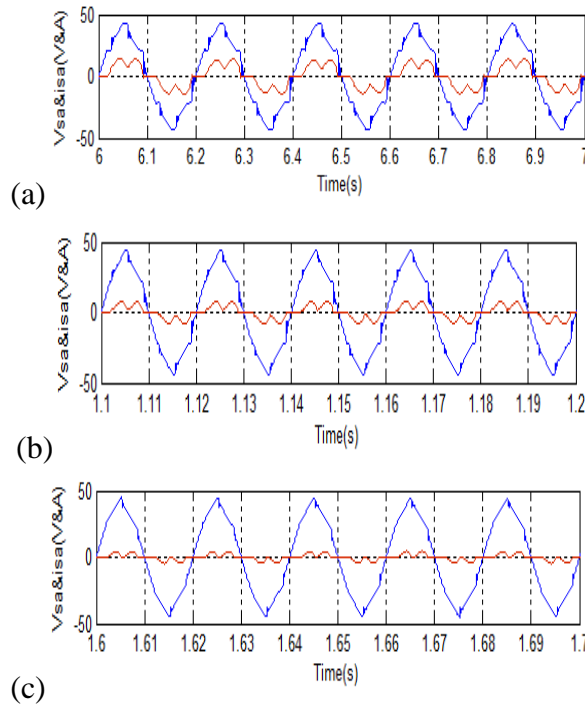 Vsa&isa(V&A)
50
0
-50
6 6.1 6.2 6.3 6.4 6.5 6.6 6.7 6.8 6.9 7
Time(s)
(a)
Vsa&isa(V&A)
50
0
-50
1.1 1.11 1.12 1.13 1.14 1.15 1.16 1.17 1.18 1.19 1.2
Time(s)
(b)
Vsa&isa(V&A)
50
0
-50
1.6 1.61 1.62 1.63 1.64 1.65 1.66 1.67 1.68 1.69 1.7
Time(s)
(c)